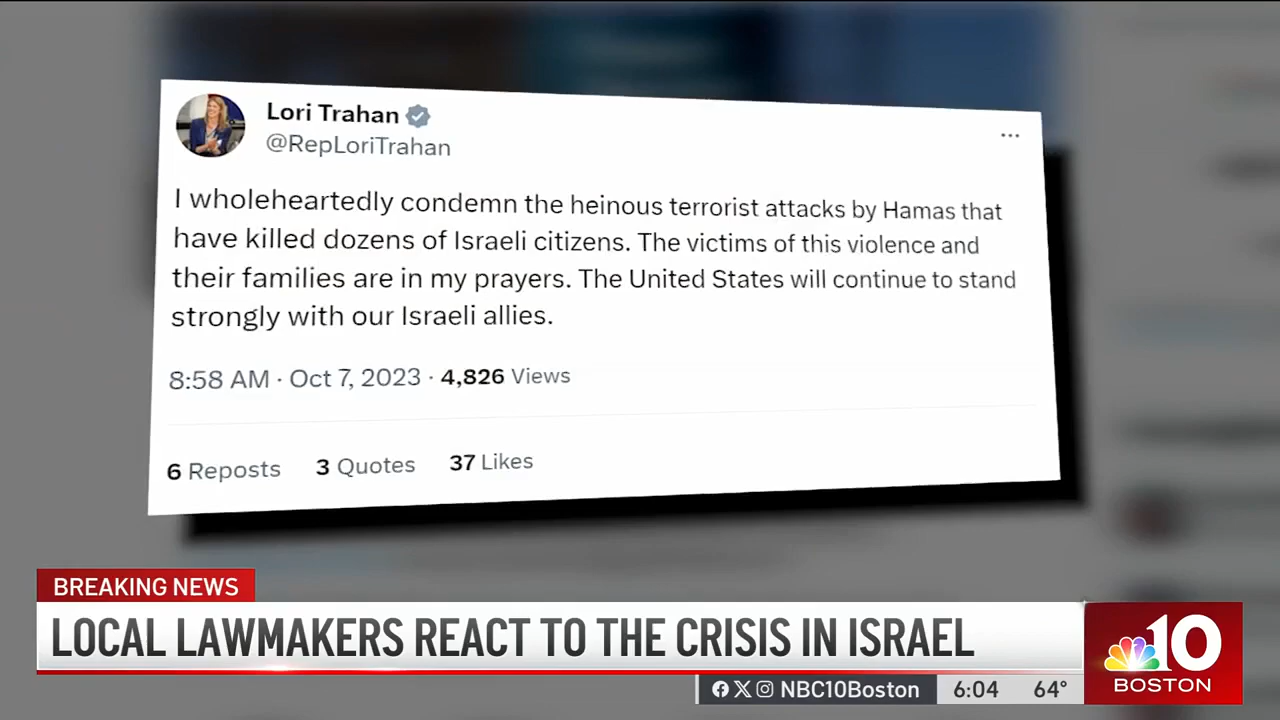 Lori Trahan
@RepLoriTrahan
...
I wholeheartedly condemn the heinous terrorist attacks by Hamas that
have killed dozens of Israeli citizens. The victims of this violence and
their families are in my prayers. The United States will continue to stand
strongly with our Israeli allies.
8:58 AM · Oct 7, 2023 · 4,826 Views
6 Reposts 3 Quotes 37 Likes
BREAKING NEWS
LOCAL LAWMAKERS REACT TO THE CRISIS IN ISRAEL
10
BOSTON
NBC10Boston 6:04 64°